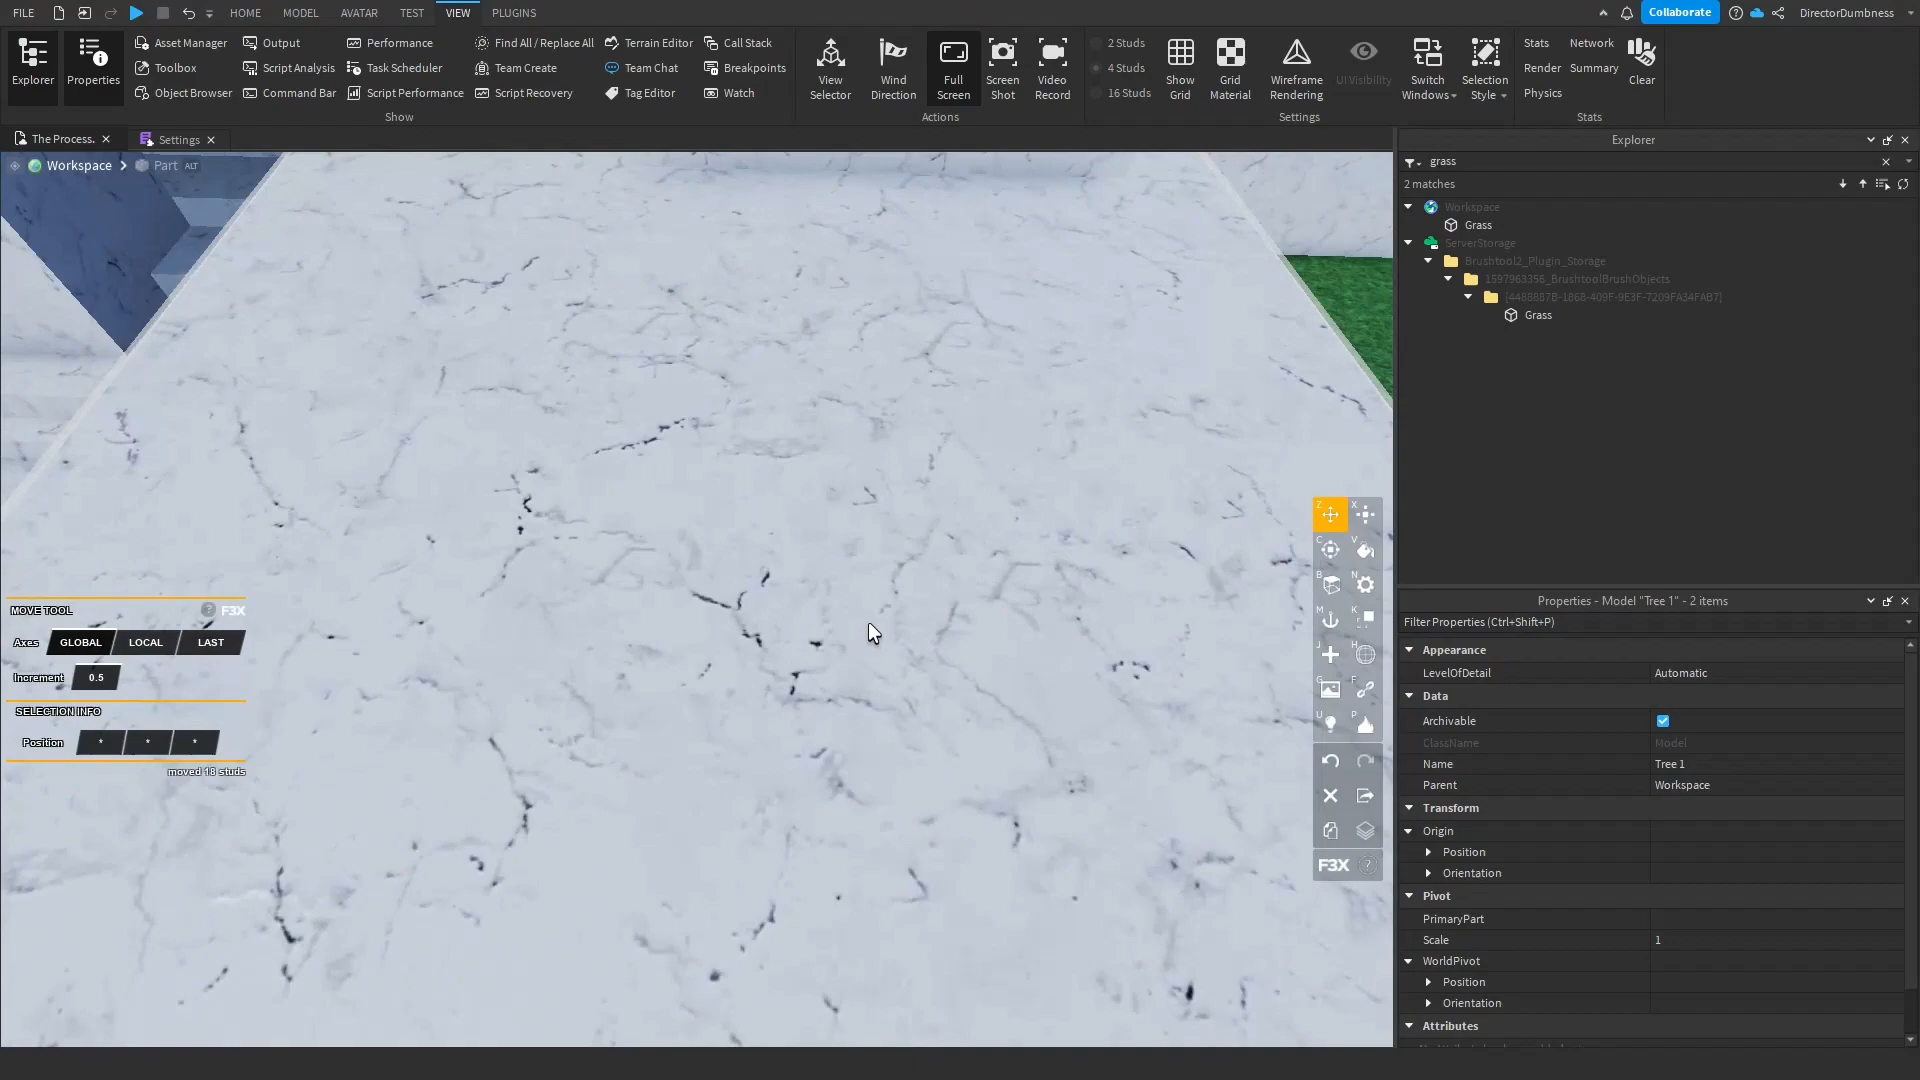 FILE HOME MODEL AVATAR TEST VIEW PLUGINS Collaborate DirectorDumbness
Explorer Properties
Asset Manager Output Performance Find All / Replace All Terrain Editor Call Stack
Toolbox Script Analysis Task Scheduler Team Create Team Chat Breakpoints
Object Browser Command Bar Script Performance Script Recovery Tag Editor Watch
Show
View Selector
Wind Direction
Full Screen
Screen Shot
Video Record
Actions
2 Studs
4 Studs
16 Studs
Show Grid
Grid Material
Wireframe Rendering
UI Visibility
Switch Windows
Selection Style
Settings
Stats Network
Render Summary
Physics
Clear
Stats
The Process. Settings
Workspace Part ALT
MOVE TOOL ? F3X
Axes GLOBAL LOCAL LAST
Increment 0.5
SELECTION INFO
Position * * *
moved 18 studs
Z X
C V
B N
M K
J H
G F
U P
F3X ?
Explorer
grass
2 matches
Workspace
Grass
ServerStorage
Brushtool2_Plugin_Storage
1597963356_BrushtoolBrushObjects
{4488887B-1868-409F-9E3F-7209FA34FAB7}
Grass
Properties - Model "Tree 1" - 2 items
Filter Properties (Ctrl+Shift+P)
Appearance
LevelOfDetail Automatic
Data
Archivable
ClassName Model
Name Tree 1
Parent Workspace
Transform
Origin
Position
Orientation
Pivot
PrimaryPart
Scale 1
WorldPivot
Position
Orientation
Attributes